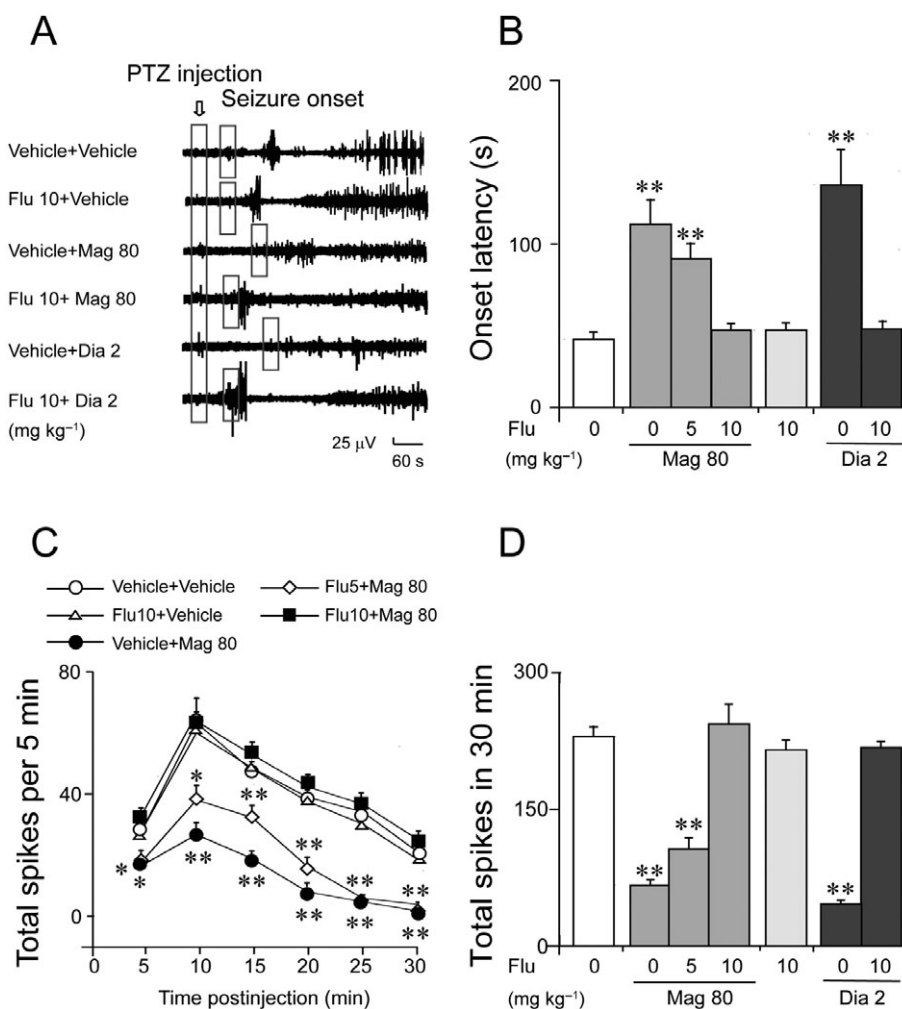 A
PTZ injection
Seizure onset
Vehicle+Vehicle
Flu 10+Vehicle
Vehicle+Mag 80
Flu 10+ Mag 80
Vehicle+Dia 2
Flu 10+ Dia 2
(mg kg⁻¹)
25 μV
60 s
B
Onset latency (s)
200
100
0
** ** **
Flu 0 0 5 10 10 0 10
(mg kg⁻¹) Mag 80 Dia 2
C
Vehicle+Vehicle Flu5+Mag 80
Flu10+Vehicle Flu10+Mag 80
Vehicle+Mag 80
Total spikes per 5 min
80
40
0
* ** ** ** **
* * ** ** ** ** **
0 5 10 15 20 25 30
Time postinjection (min)
D
Total spikes in 30 min
300
150
0
** ** **
Flu 0 0 5 10 10 0 10
(mg kg⁻¹) Mag 80 Dia 2